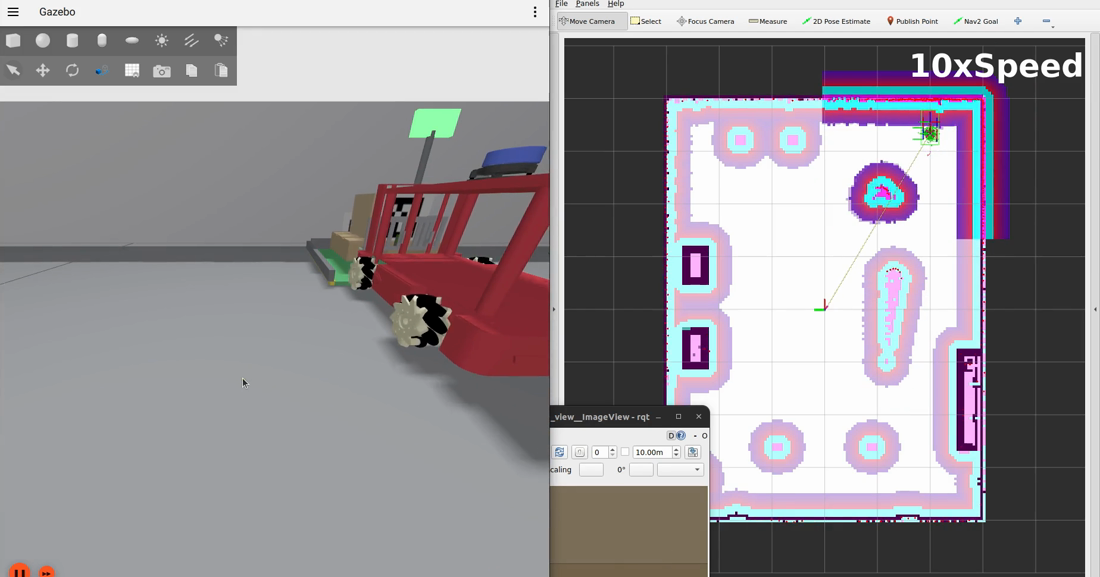 Gazebo
File Panels Help
Move Camera Select Focus Camera Measure 2D Pose Estimate Publish Point Nav2 Goal
10xSpeed
_view__ImageView - rqt
D - O
0 10.00m
caling 0°